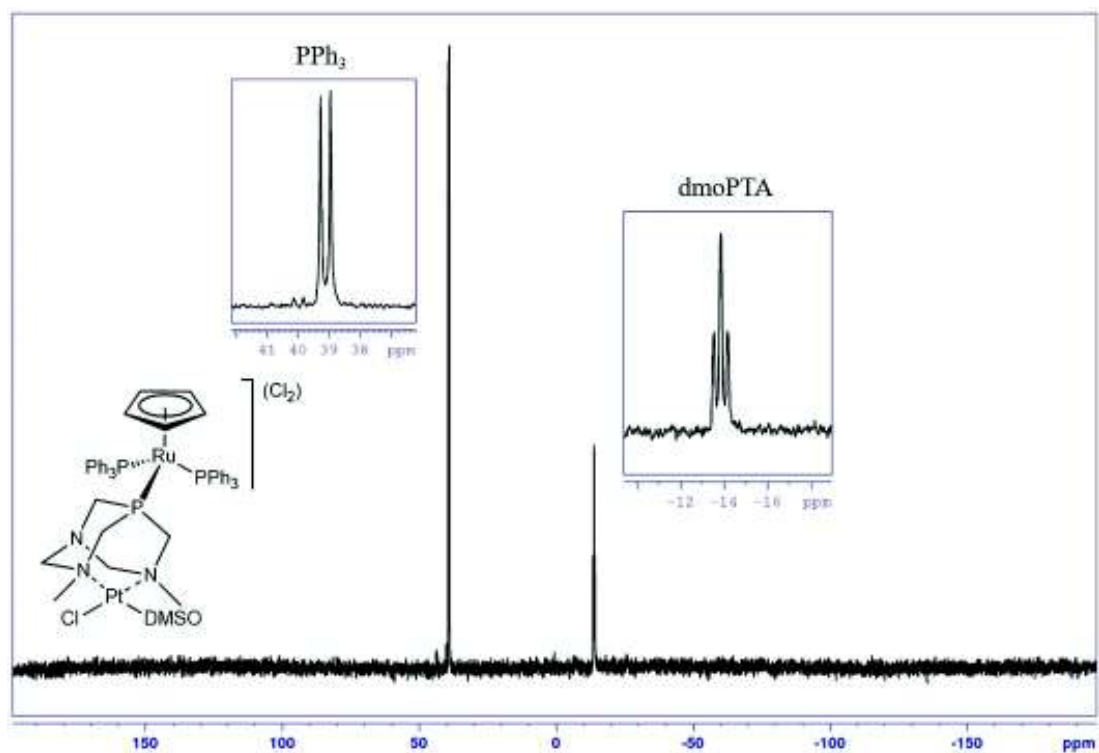 PPh₃
41 40 39 38 ppm
dmoPTA
-12 -14 -16 ppm
(Cl₂)
Ru
Ph₃P
PPh₃
P
N
N
N
Pt
Cl
DMSO
150 100 50 0 -50 -100 -150 ppm